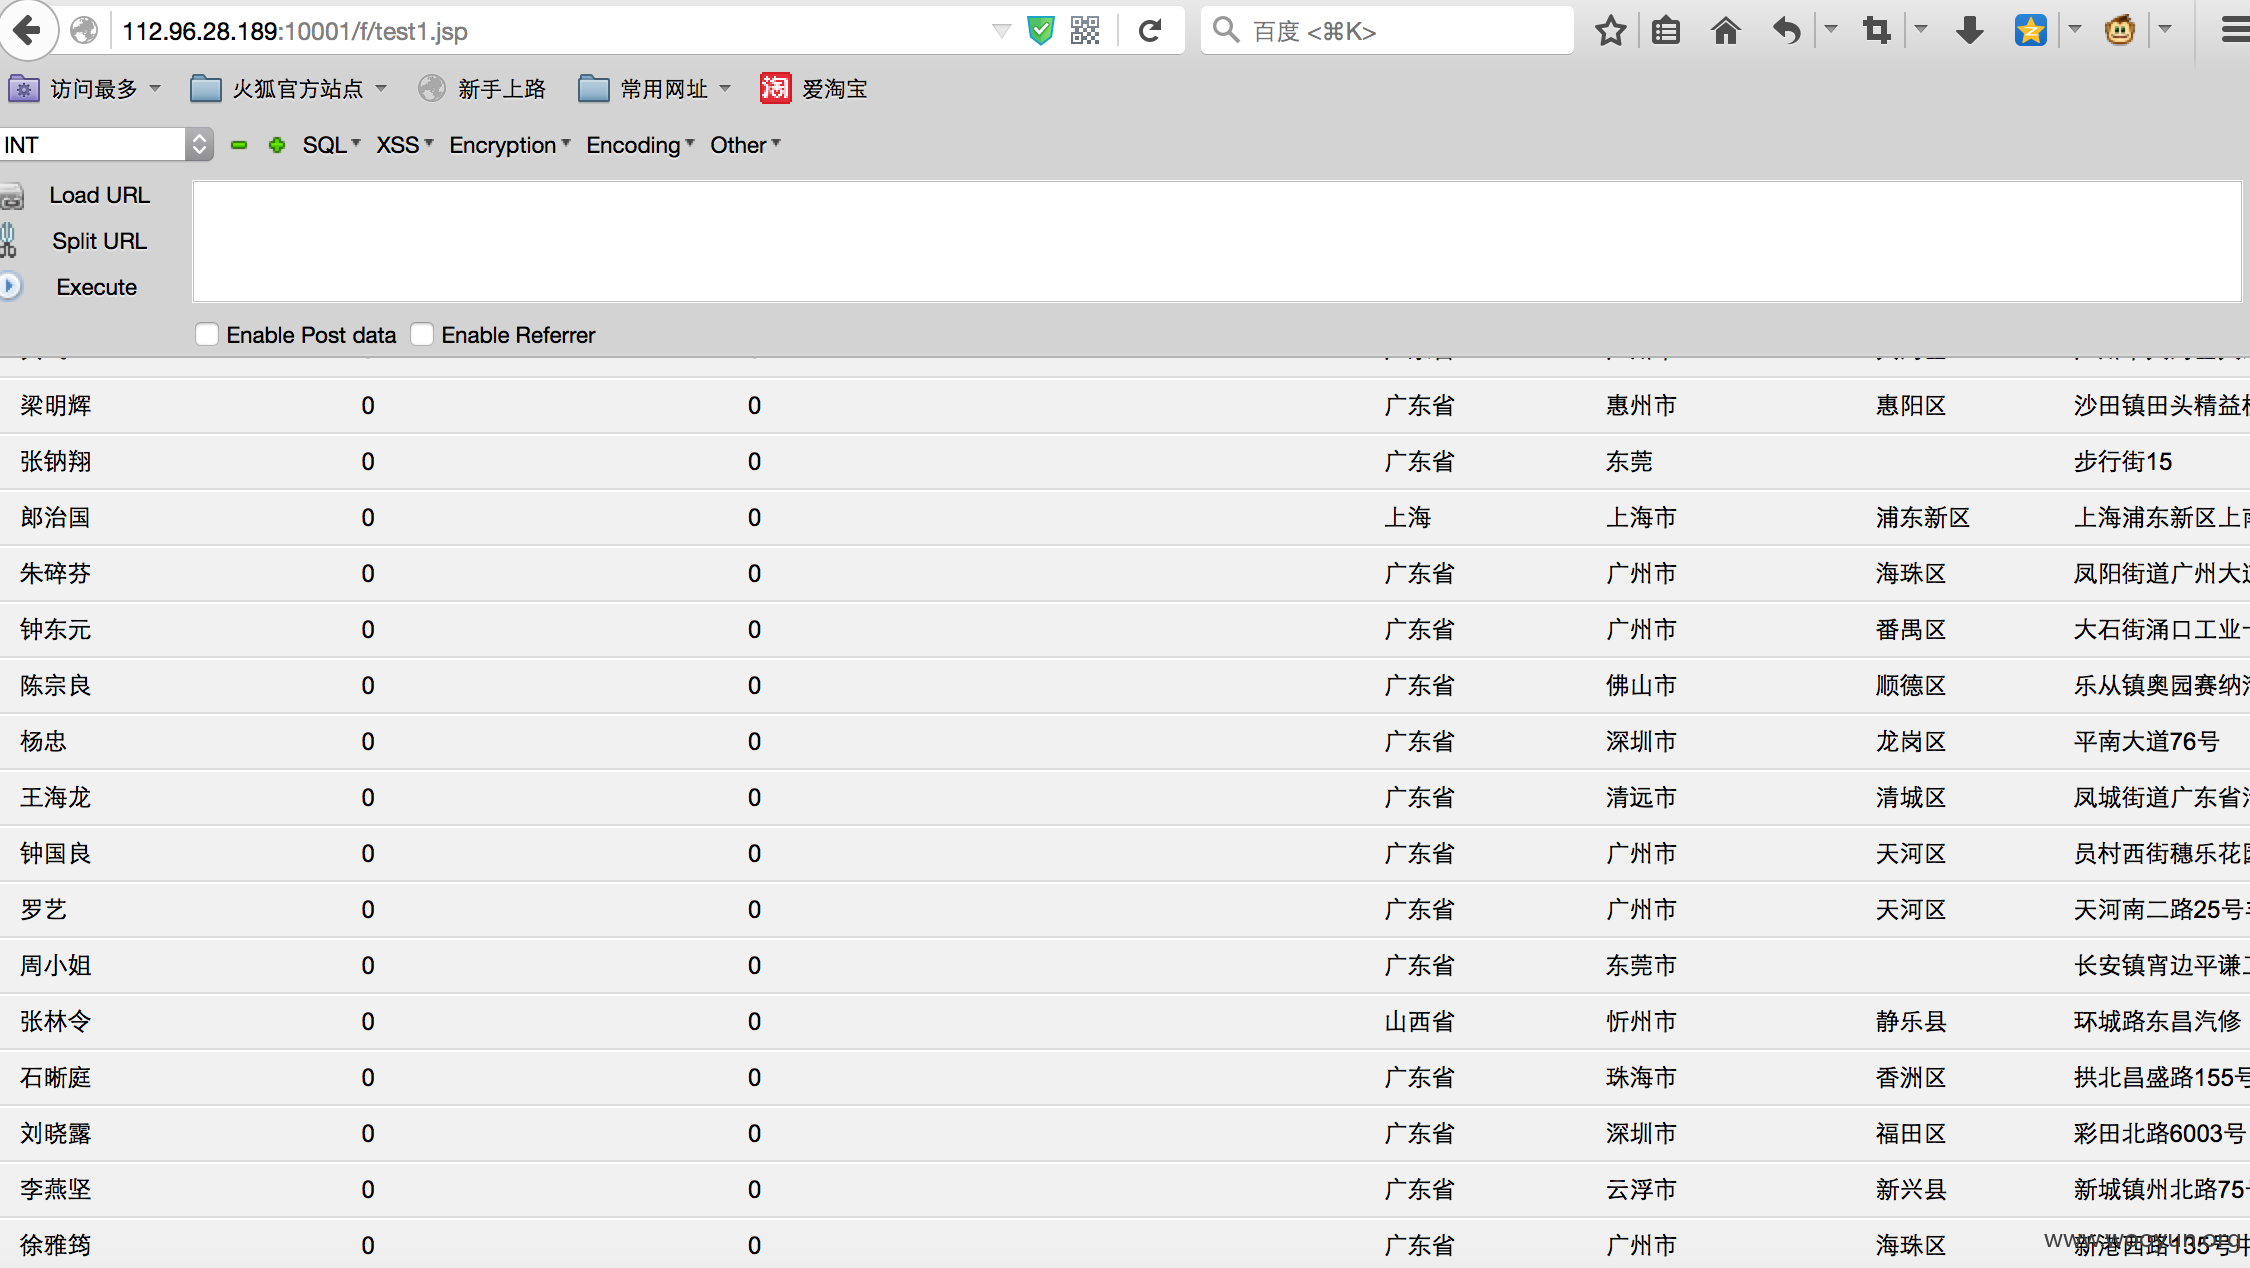 112.96.28.189:10001/f/test1.jsp 百度 <⌘K>
访问最多 火狐官方站点 新手上路 常用网址 淘 爱淘宝
INT SQL XSS Encryption Encoding Other
Load URL
Split URL
Execute
Enable Post data Enable Referrer
梁明辉 0 0 广东省 惠州市 惠阳区 沙田镇田头精益
张钠翔 0 0 广东省 东莞 步行街15
郎治国 0 0 上海 上海市 浦东新区 上海浦东新区上南
朱碎芬 0 0 广东省 广州市 海珠区 凤阳街道广州大道
钟东元 0 0 广东省 广州市 番禺区 大石街涌口工业
陈宗良 0 0 广东省 佛山市 顺德区 乐从镇奥园赛纳
杨忠 0 0 广东省 深圳市 龙岗区 平南大道76号
王海龙 0 0 广东省 清远市 清城区 凤城街道广东省
钟国良 0 0 广东省 广州市 天河区 员村西街穗乐花园
罗艺 0 0 广东省 广州市 天河区 天河南二路25号
周小姐 0 0 广东省 东莞市 长安镇宵边平谦
张林令 0 0 山西省 忻州市 静乐县 环城路东昌汽修
石晰庭 0 0 广东省 珠海市 香洲区 拱北昌盛路155号
刘晓露 0 0 广东省 深圳市 福田区 彩田北路6003号
李燕坚 0 0 广东省 云浮市 新兴县 新城镇州北路75
徐雅筠 0 0 广东省 广州市 海珠区 新港西路135号
www.wooyun.org